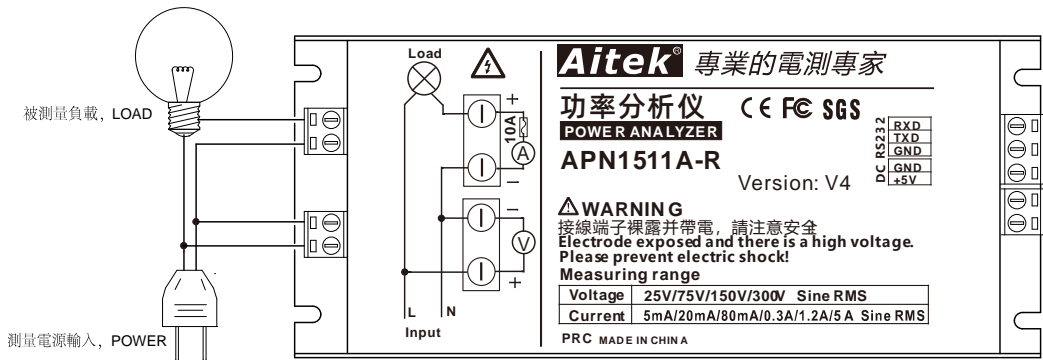 被測量負載, LOAD
測量電源輸入, POWER
Load
+
10A
A
−
−
V
+
L N
Input
Aitek® 專業的電測專家
功率分析仪 CE FC SGS
POWER ANALYZER
APN1511A-R
Version: V4
RS232
RXD
TXD
GND
DC
GND
+5V
WARNING
接線端子裸露并帶電, 請注意安全
Electrode exposed and there is a high voltage.
Please prevent electric shock!
Measuring range
Voltage 25V/75V/150V/300V Sine RMS
Current 5mA/20mA/80mA/0.3A/1.2A/5A Sine RMS
PRC MADE IN CHINA